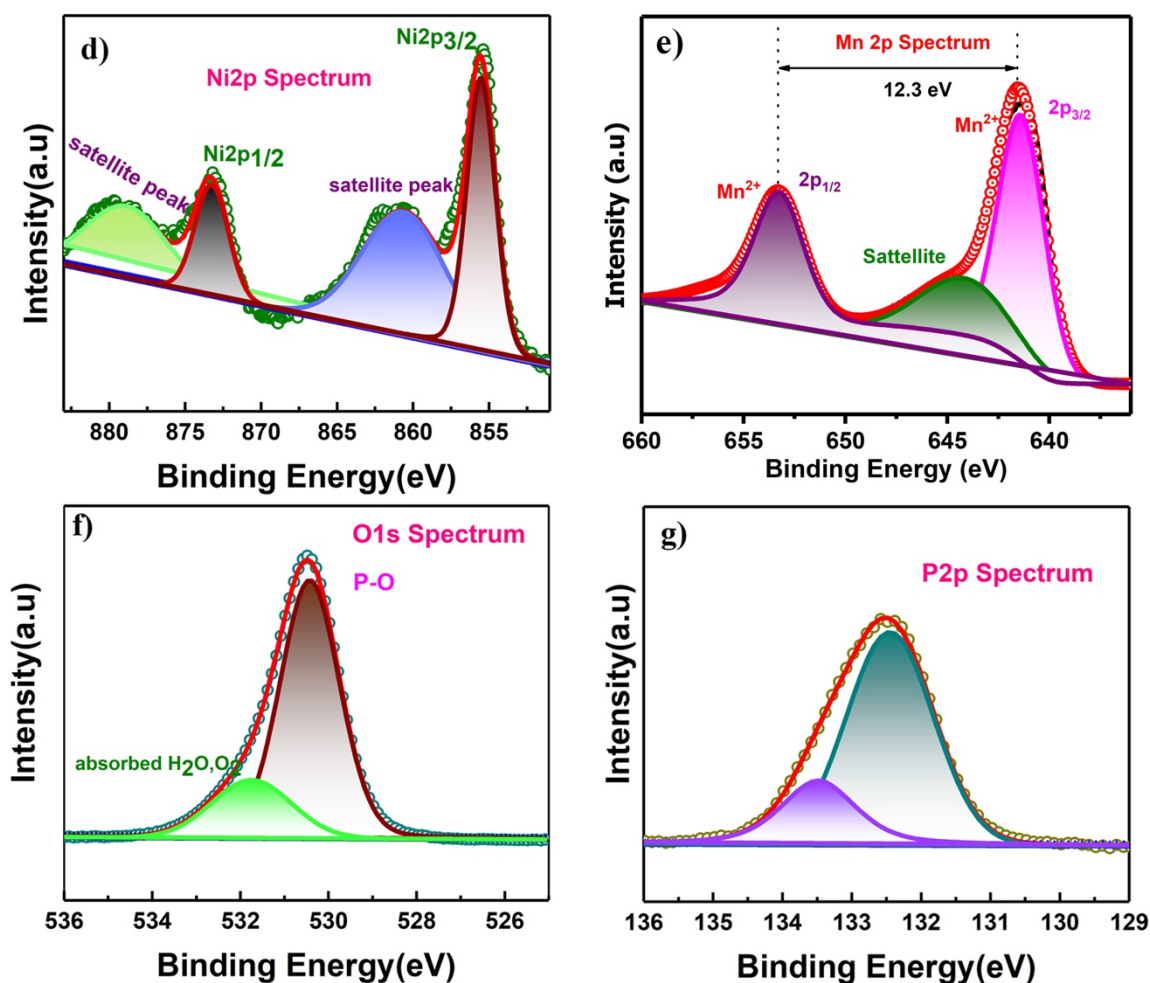 d)
Ni2p Spectrum
Ni2p3/2
satellite peak
Ni2p1/2
satellite peak
Intensity(a.u)
880 875 870 865 860 855
Binding Energy(eV)
e)
Mn 2p Spectrum
12.3 eV
Mn²⁺
2p₃/₂
Mn²⁺
2p₁/₂
Sattellite
Intensity (a.u)
660 655 650 645 640
Binding Energy (eV)
f)
O1s Spectrum
P-O
absorbed H₂O,O₂
Intensity(a.u)
536 534 532 530 528 526
Binding Energy(eV)
g)
P2p Spectrum
Intensity(a.u)
136 135 134 133 132 131 130 129
Binding Energy(eV)